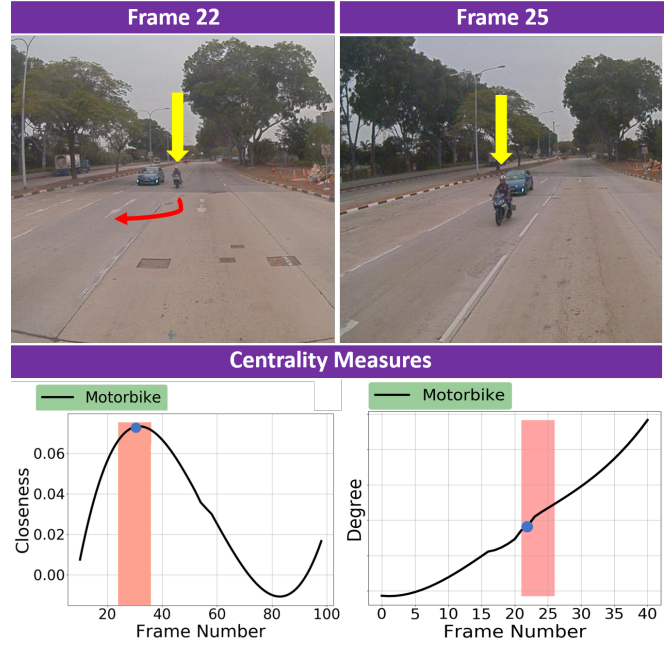 Frame 22
Frame 25
Centrality Measures
Motorbike
0.06
0.04
0.02
0.00
Closeness
20 40 60 80 100
Frame Number
Motorbike
Degree
0 5 10 15 20 25 30 35 40
Frame Number